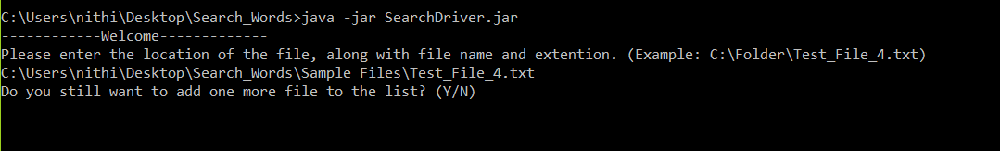 C:\Users\nithi\Desktop\Search_Words>java -jar SearchDriver.jar
------------Welcome-------------
Please enter the location of the file, along with file name and extention. (Example: C:\Folder\Test_File_4.txt)
C:\Users\nithi\Desktop\Search_Words\Sample Files\Test_File_4.txt
Do you still want to add one more file to the list? (Y/N)